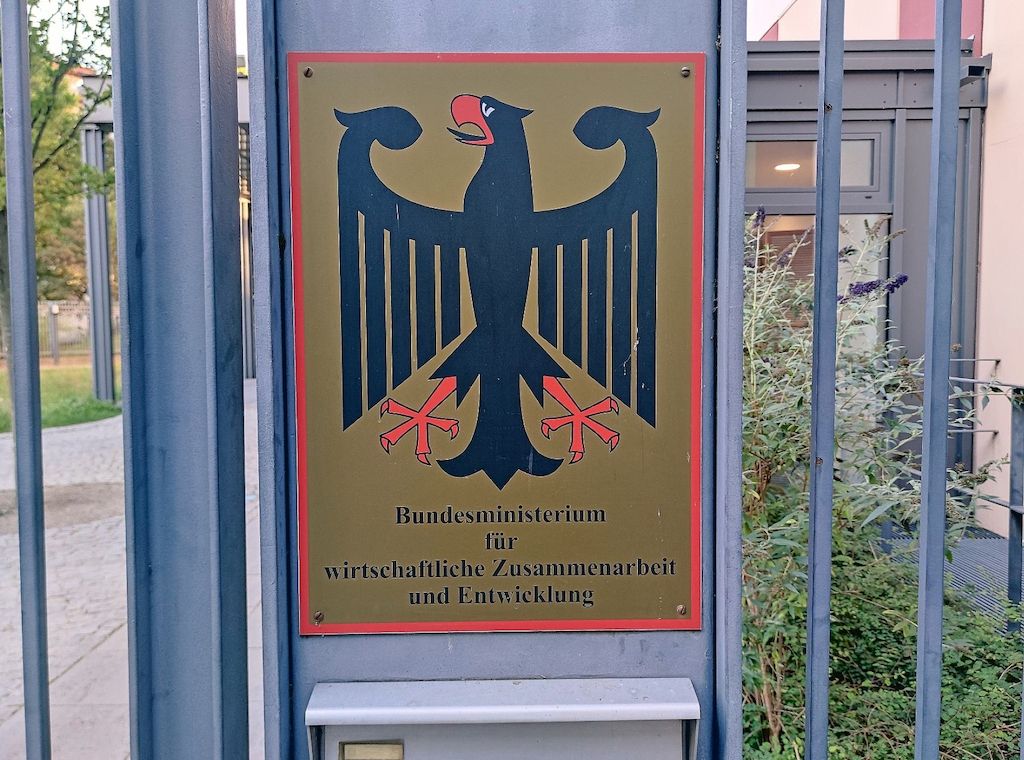 Bundesministerium
für
wirtschaftliche Zusammenarbeit
und Entwicklung